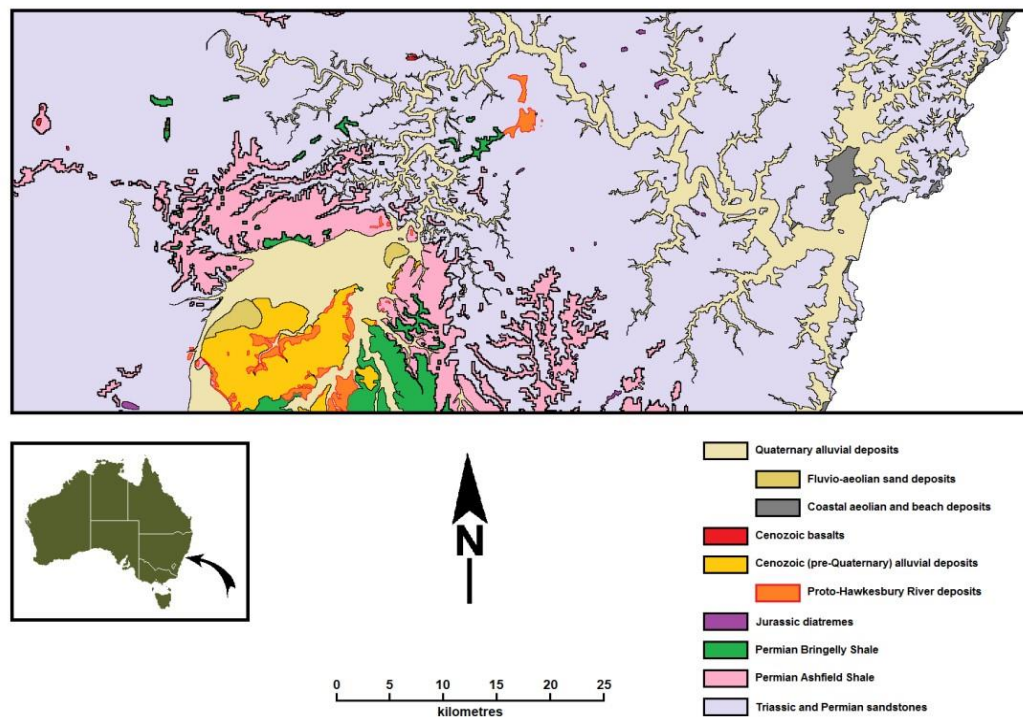 Quaternary alluvial deposits
Fluvio-aeolian sand deposits
Coastal aeolian and beach deposits
Cenozoic basalts
Cenozoic (pre-Quaternary) alluvial deposits
Proto-Hawkesbury River deposits
Jurassic diatremes
Permian Bringelly Shale
Permian Ashfield Shale
Triassic and Permian sandstones
N
0 5 10 15 20 25
kilometres